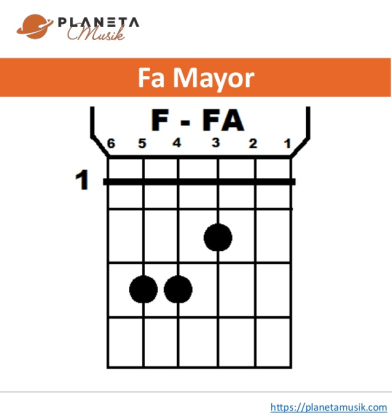 PLANETA
Musik
Fa Mayor
F - FA
6 5 4 3 2 1
1
https://planetamusik.com